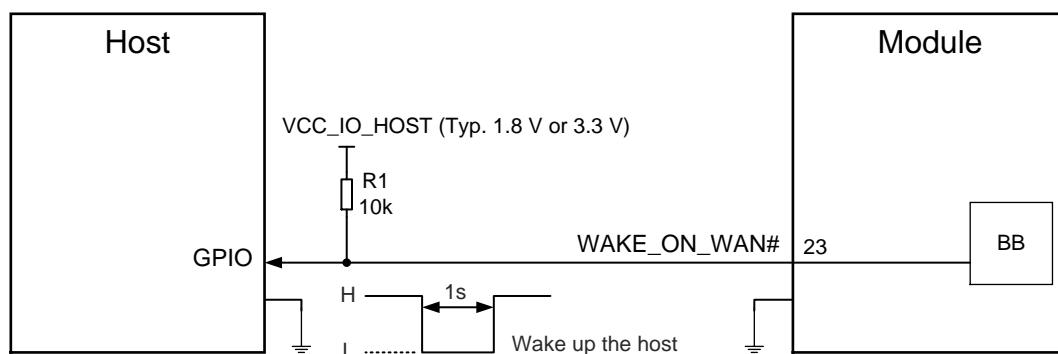 Host
Module
VCC_IO_HOST (Typ. 1.8 V or 3.3 V)
R1
10k
GPIO
WAKE_ON_WAN#
23
BB
H
1s
L
Wake up the host